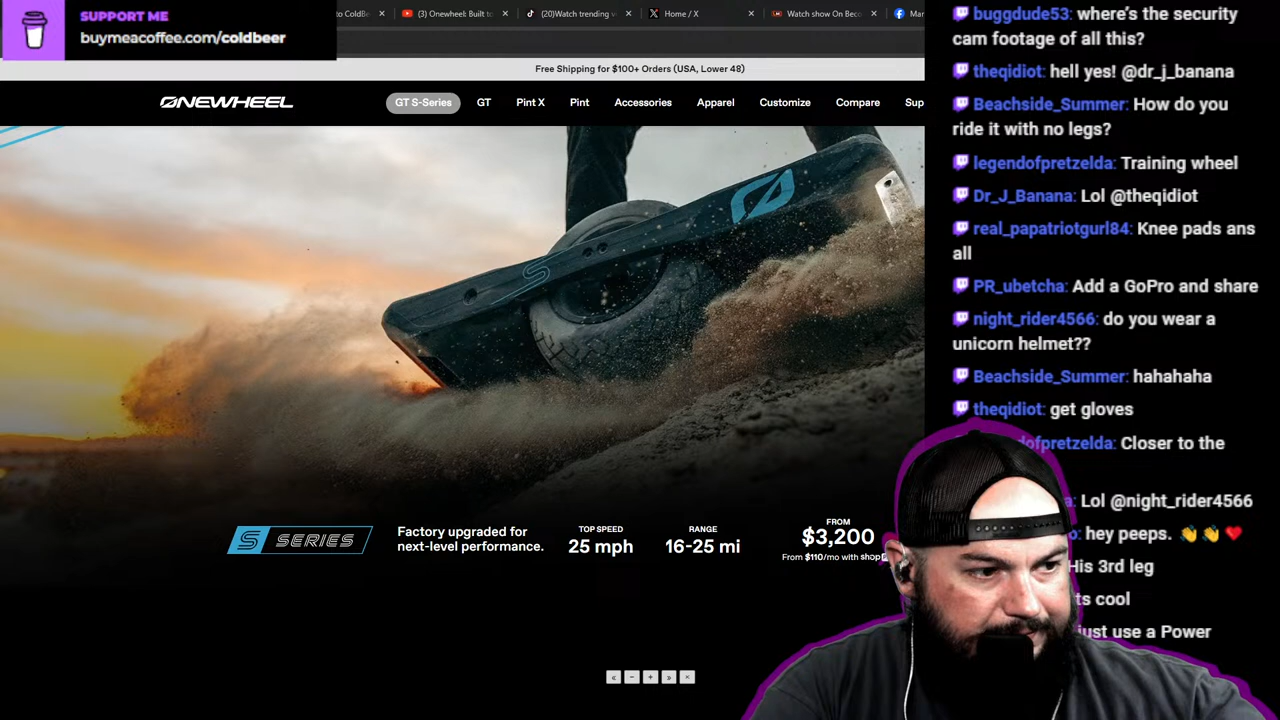 SUPPORT ME
buymeacoffee.com/coldbeer
to ColdBe
(3) Onewheel Built to
(20)Watch trending v
Home / X
Watch show On Bec
Mar
Free Shipping for $100+ Orders (USA, Lower 48)
ONEWHEEL
GT S-Series
GT
Pint X
Pint
Accessories
Apparel
Customize
Compare
Sup
S SERIES
Factory upgraded for
next-level performance.
TOP SPEED
25 mph
RANGE
16-25 mi
FROM
$3,200
From $110/mo with shop
« − + » ×
buggdude53: where's the security
cam footage of all this?
theqidiot: hell yes! @dr_j_banana
Beachside_Summer: How do you
ride it with no legs?
legendofpretzelda: Training wheel
Dr_J_Banana: Lol @theqidiot
real_papatriotgurl84: Knee pads ans
all
PR_ubetcha: Add a GoPro and share
night_rider4566: do you wear a
unicorn helmet??
Beachside_Summer: hahahaha
theqidiot: get gloves
dofpretzelda: Closer to the
a: Lol @night_rider4566
hey peeps. 👏 👏 ❤️
His 3rd leg
ts cool
just use a Power